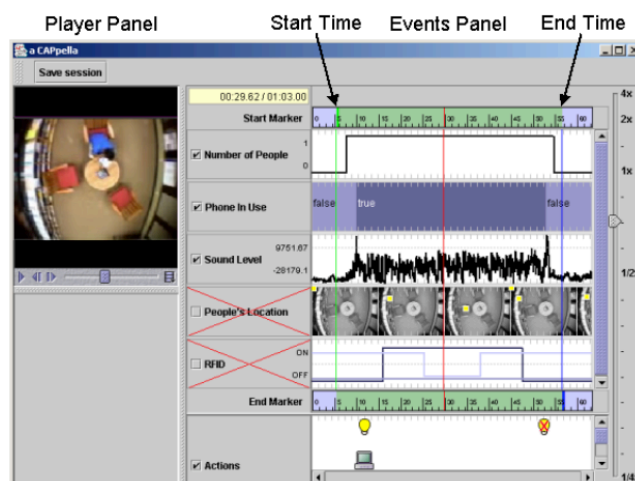 Player Panel
Start Time
Events Panel
End Time
a CAPpella
Save session
00:29.62 / 01:03.00
4x
2x
Start Marker
0 5 10 15 20 25 30 35 40 45 50 55 60
Number of People
1
0
1x
Phone In Use
false
true
false
Sound Level
9751.67
-28179.1
1/2
People's Location
RFID
ON
OFF
End Marker
0 5 10 15 20 25 30 35 40 45 50 55 60
Actions
1/4